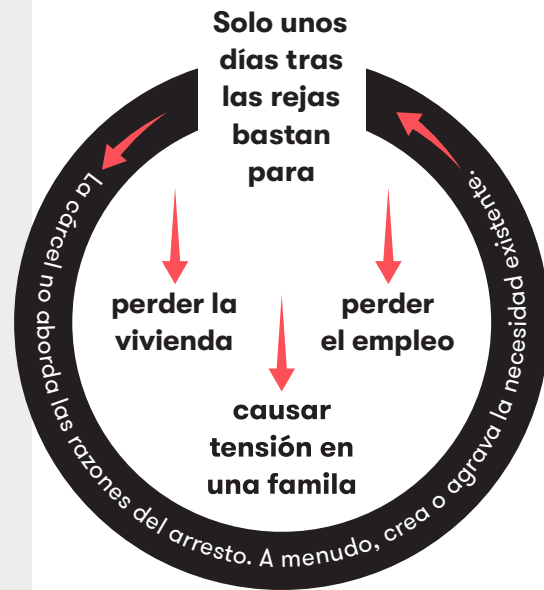 Solo unos
días tras
las rejas
bastan
para
perder la
vivienda
perder
el empleo
causar
tensión en
una famila
La cárcel no aborda las razones del arresto. A menudo, crea o agrava la necesidad existente.